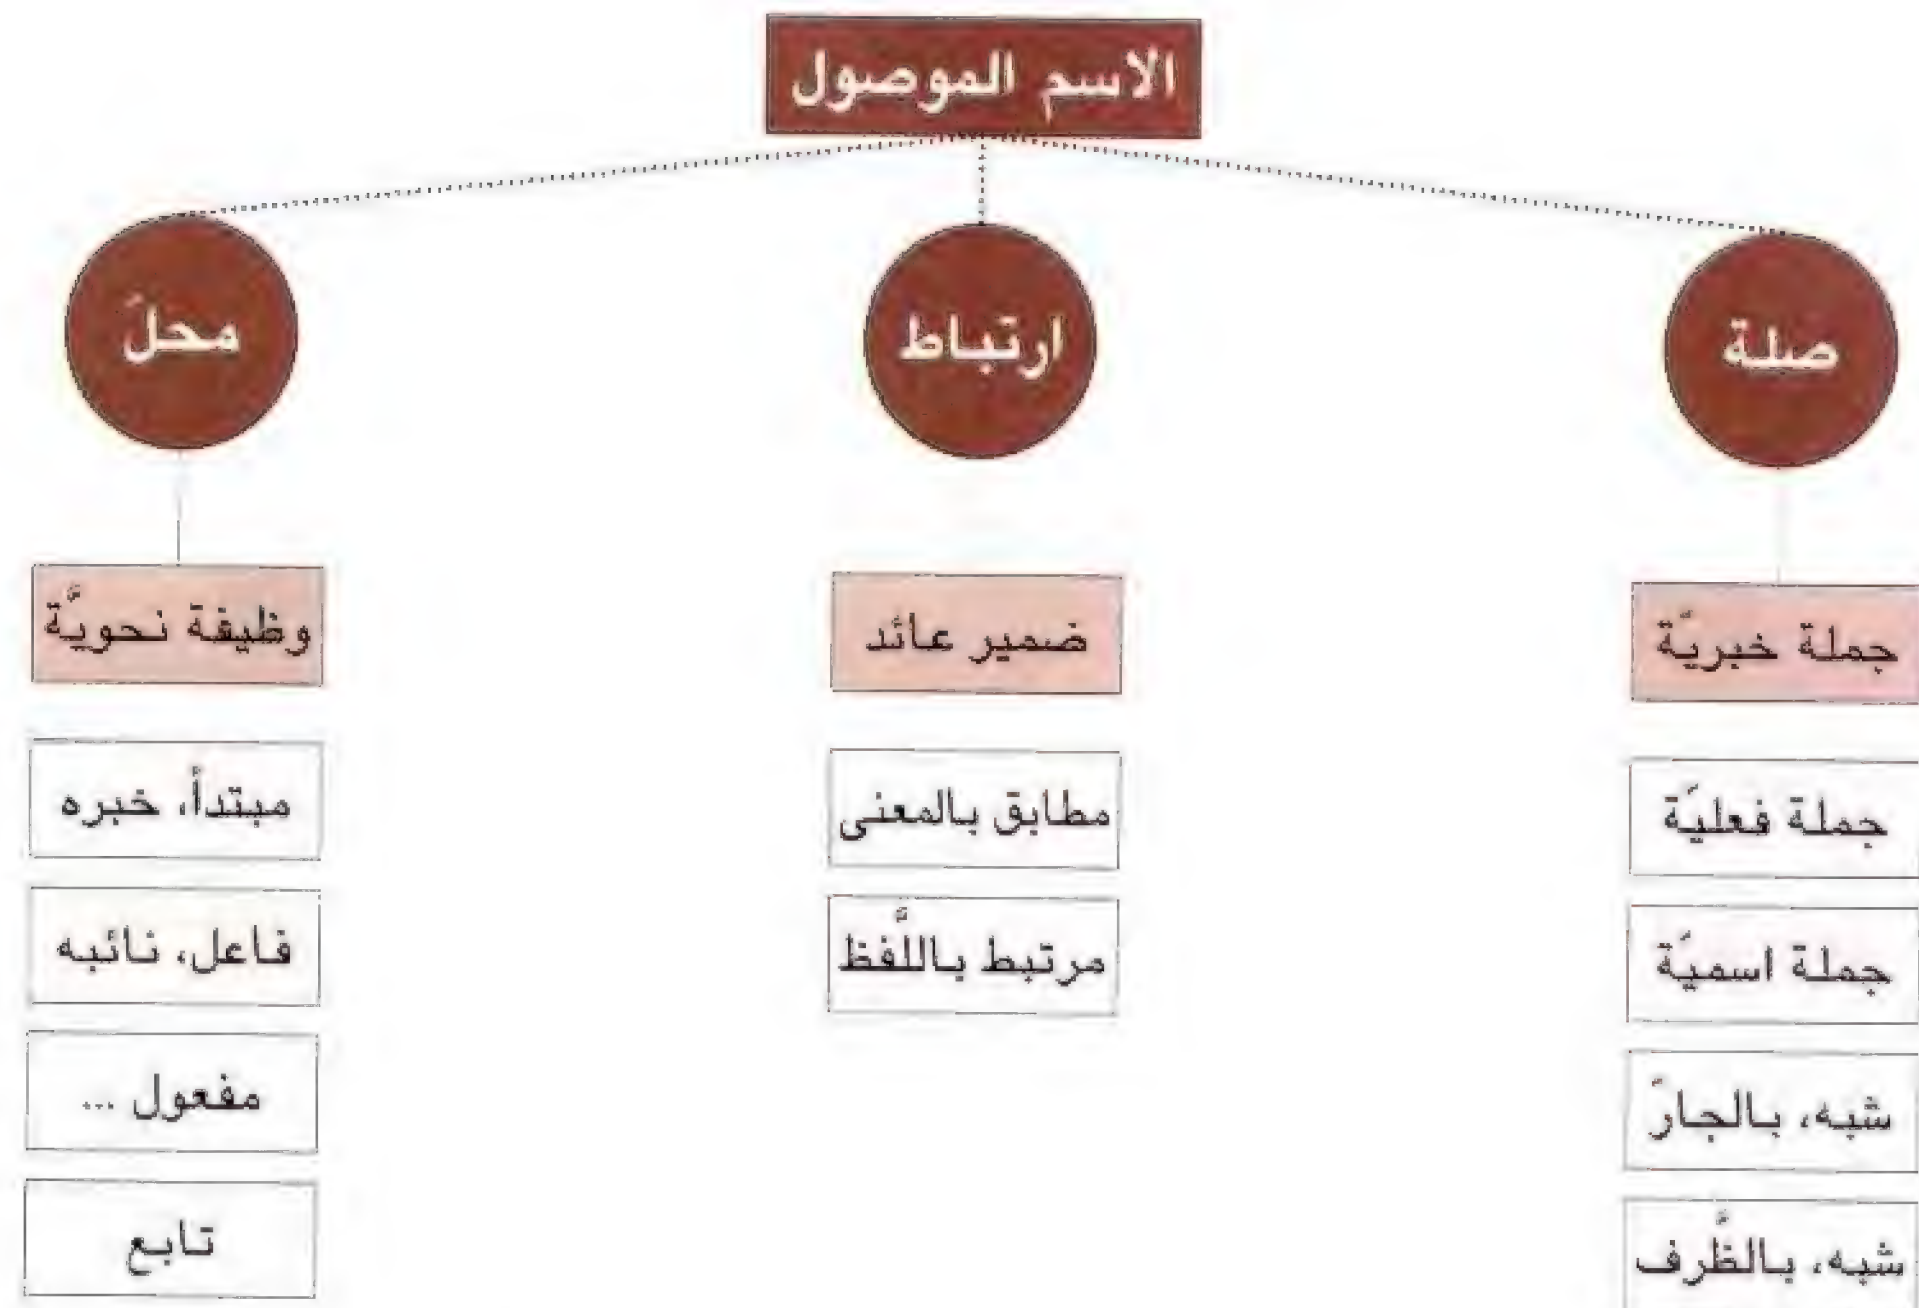 الاسم الموصول
صلة
ارتباط
محلّ
جملة خبريّة
جملة فعليّة
جملة اسميّة
شبه، بالجارّ
شبه، بالظَّرف
ضمير عائد
مطابق بالمعنى
مرتبط باللَّفظ
وظيفة نحويَّة
مبتدأ، خبره
فاعل، نائبه
مفعول ...
تابع